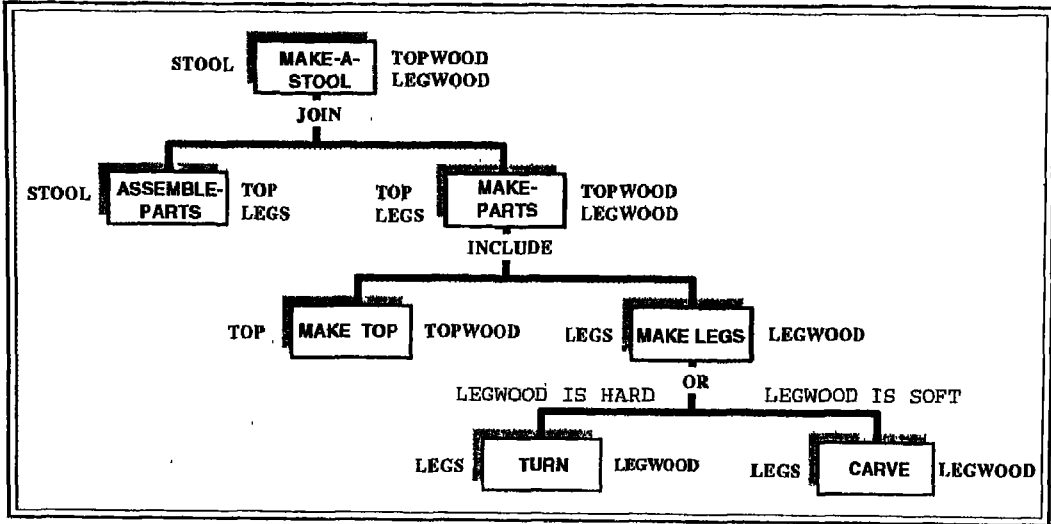 STOOL MAKE-A-STOOL TOPWOOD LEGWOOD
JOIN
STOOL ASSEMBLE-PARTS TOP LEGS
TOP LEGS MAKE-PARTS TOPWOOD LEGWOOD
INCLUDE
TOP MAKE TOP TOPWOOD
LEGS MAKE LEGS LEGWOOD
OR
LEGWOOD IS HARD
LEGWOOD IS SOFT
LEGS TURN LEGWOOD
LEGS CARVE LEGWOOD